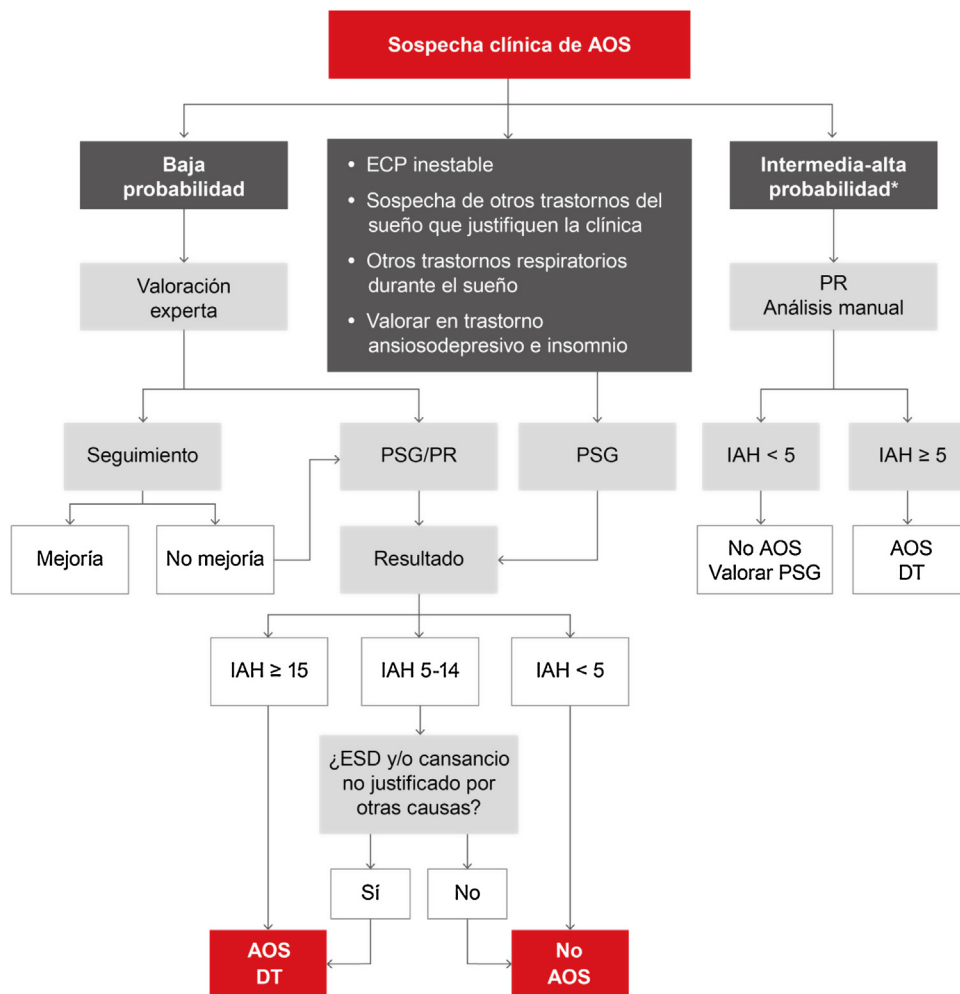 Sospecha clínica de AOS
Baja
probabilidad
• ECP inestable
• Sospecha de otros trastornos del
sueño que justifiquen la clínica
• Otros trastornos respiratorios
durante el sueño
• Valorar en trastorno
ansiosodepresivo e insomnio
Intermedia-alta
probabilidad*
Valoración
experta
PR
Análisis manual
Seguimiento
PSG/PR
PSG
IAH < 5
IAH ≥ 5
Mejoría
No mejoría
Resultado
No AOS
Valorar PSG
AOS
DT
IAH ≥ 15
IAH 5-14
IAH < 5
¿ESD y/o cansancio
no justificado por
otras causas?
Sí
No
AOS
DT
No
AOS